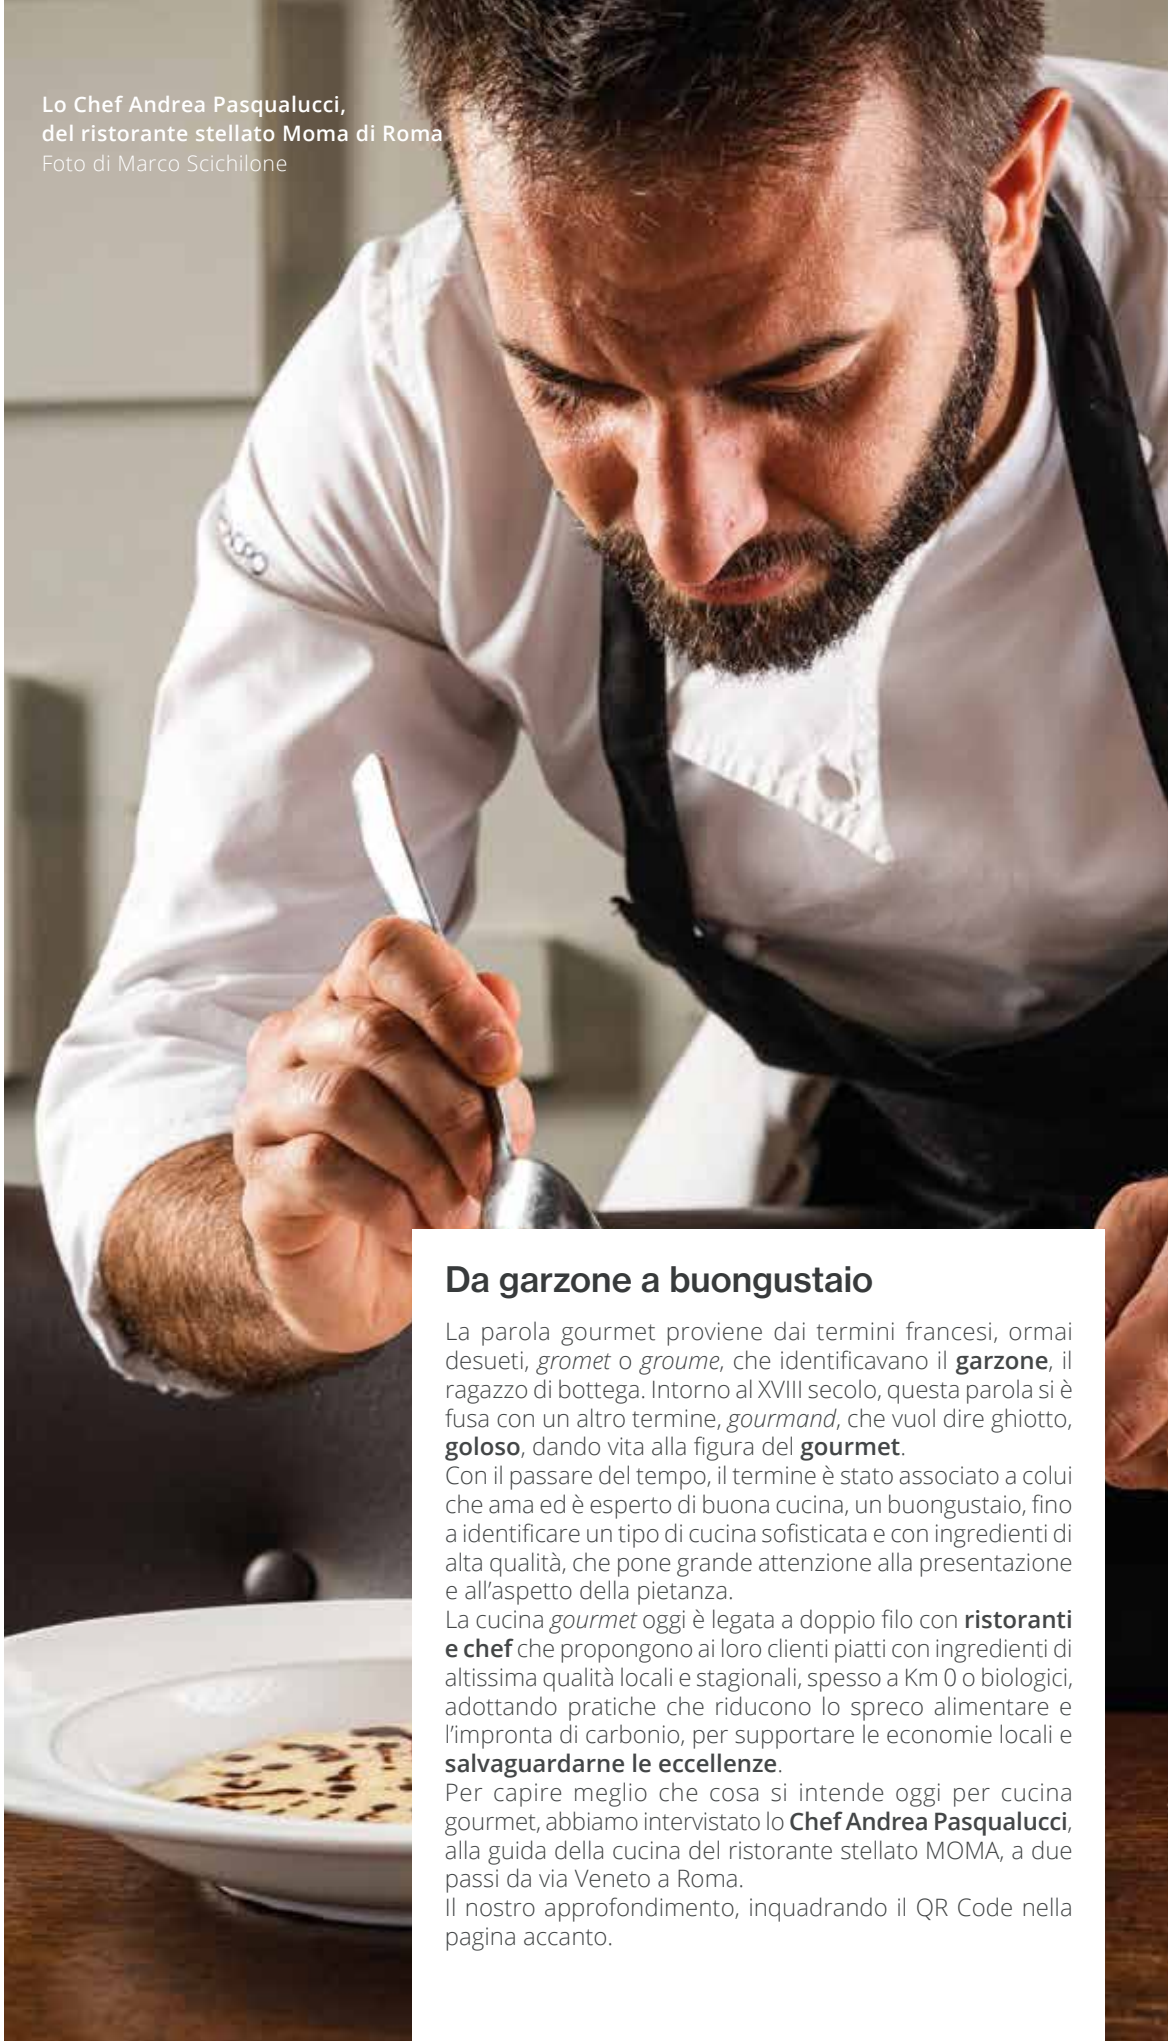 Lo Chef Andrea Pasqualucci,
del ristorante stellato Moma di Roma
Foto di Marco Scichilone
Da garzone a buongustaio
La parola gourmet proviene dai termini francesi, ormai
desueti, gromet o groume, che identificavano il garzone, il
ragazzo di bottega. Intorno al XVIII secolo, questa parola si è
fusa con un altro termine, gourmand, che vuol dire ghiotto,
goloso, dando vita alla figura del gourmet.
Con il passare del tempo, il termine è stato associato a colui
che ama ed è esperto di buona cucina, un buongustaio, fino
a identificare un tipo di cucina sofisticata e con ingredienti di
alta qualità, che pone grande attenzione alla presentazione
e all'aspetto della pietanza.
La cucina gourmet oggi è legata a doppio filo con ristoranti
e chef che propongono ai loro clienti piatti con ingredienti di
altissima qualità locali e stagionali, spesso a Km 0 o biologici,
adottando pratiche che riducono lo spreco alimentare e
l'impronta di carbonio, per supportare le economie locali e
salvaguardarne le eccellenze.
Per capire meglio che cosa si intende oggi per cucina
gourmet, abbiamo intervistato lo Chef Andrea Pasqualucci,
alla guida della cucina del ristorante stellato MOMA, a due
passi da via Veneto a Roma.
Il nostro approfondimento, inquadrando il QR Code nella
pagina accanto.